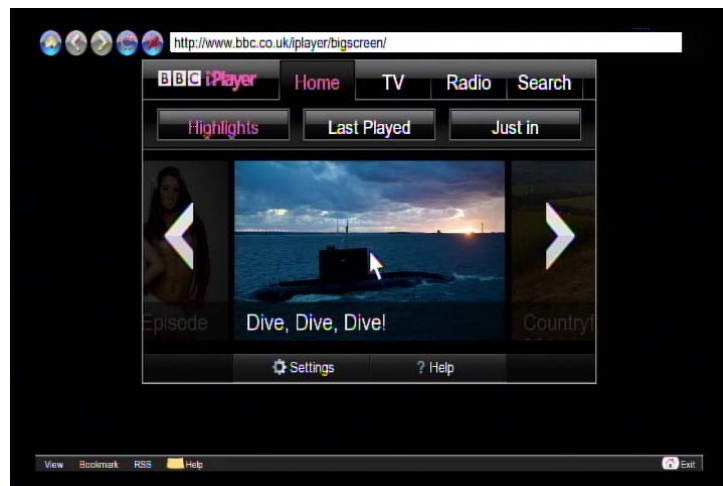 http://www.bbc.co.uk/iplayer/bigscreen/
BBC iPlayer Home TV Radio Search
Highlights Last Played Just in
Episode Dive, Dive, Dive! Countryf
Settings ? Help
View Bookmark RSS Help Exit